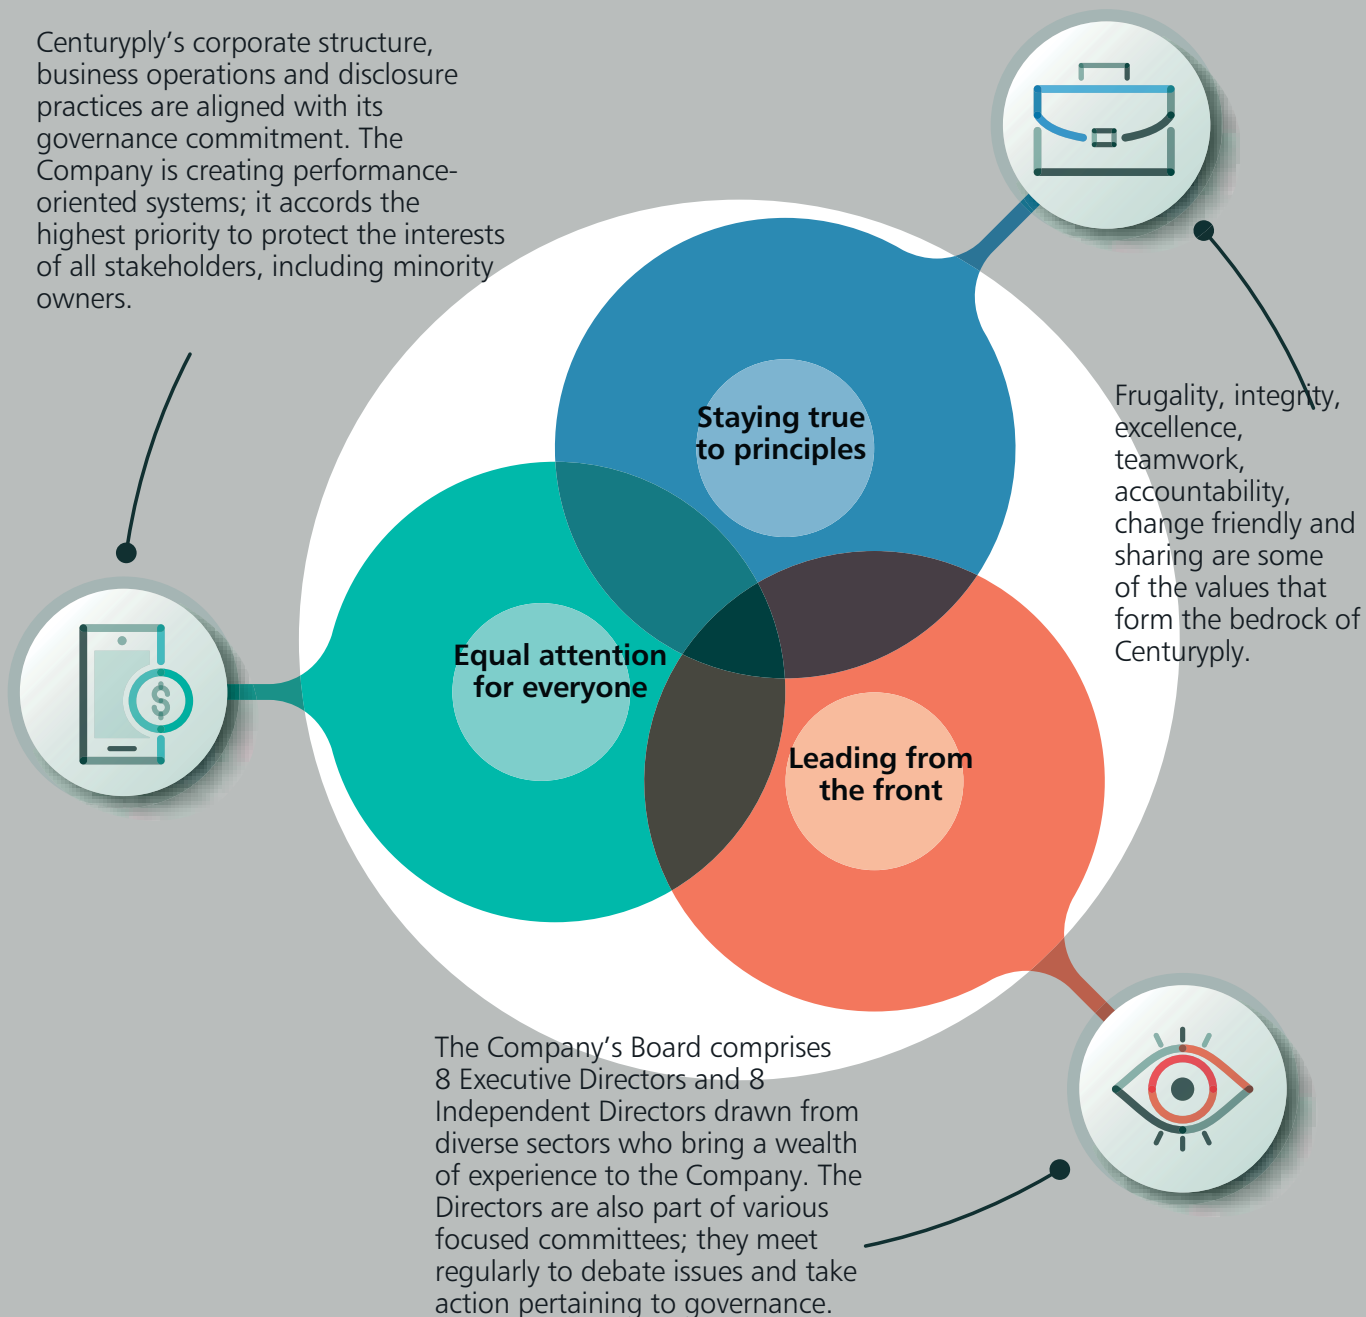 Centuryply’s corporate structure,
business operations and disclosure
practices are aligned with its
governance commitment. The
Company is creating performance-
oriented systems; it accords the
highest priority to protect the interests
of all stakeholders, including minority
owners.
Staying true
to principles
Frugality, integrity,
excellence,
teamwork,
accountability,
change friendly and
sharing are some
of the values that
form the bedrock of
Centuryply.
Equal attention
for everyone
$
Leading from
the front
The Company’s Board comprises
8 Executive Directors and 8
Independent Directors drawn from
diverse sectors who bring a wealth
of experience to the Company. The
Directors are also part of various
focused committees; they meet
regularly to debate issues and take
action pertaining to governance.